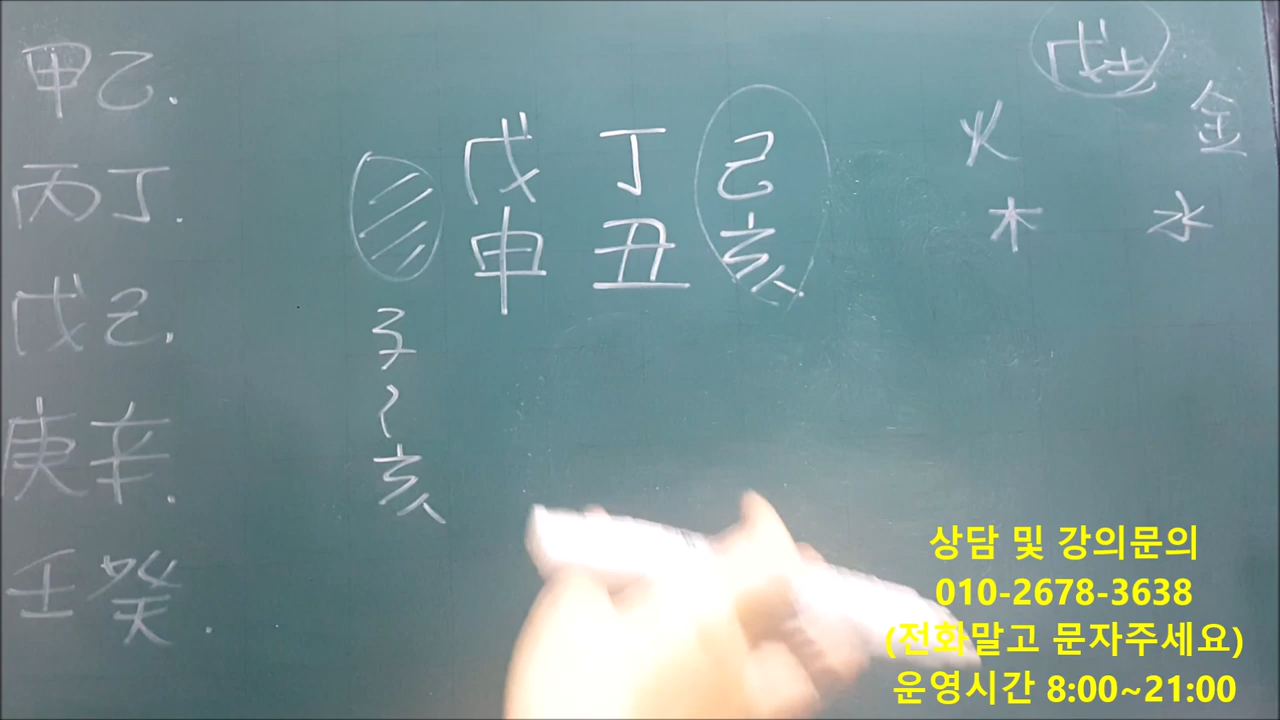 甲乙.
丙丁.
戊己.
庚辛.
壬癸.
戊丁己
申丑亥
子
~
亥
戊土
火 金
木 水
상담 및 강의문의
010-2678-3638
(전화말고 문자주세요)
운영시간 8:00~21:00